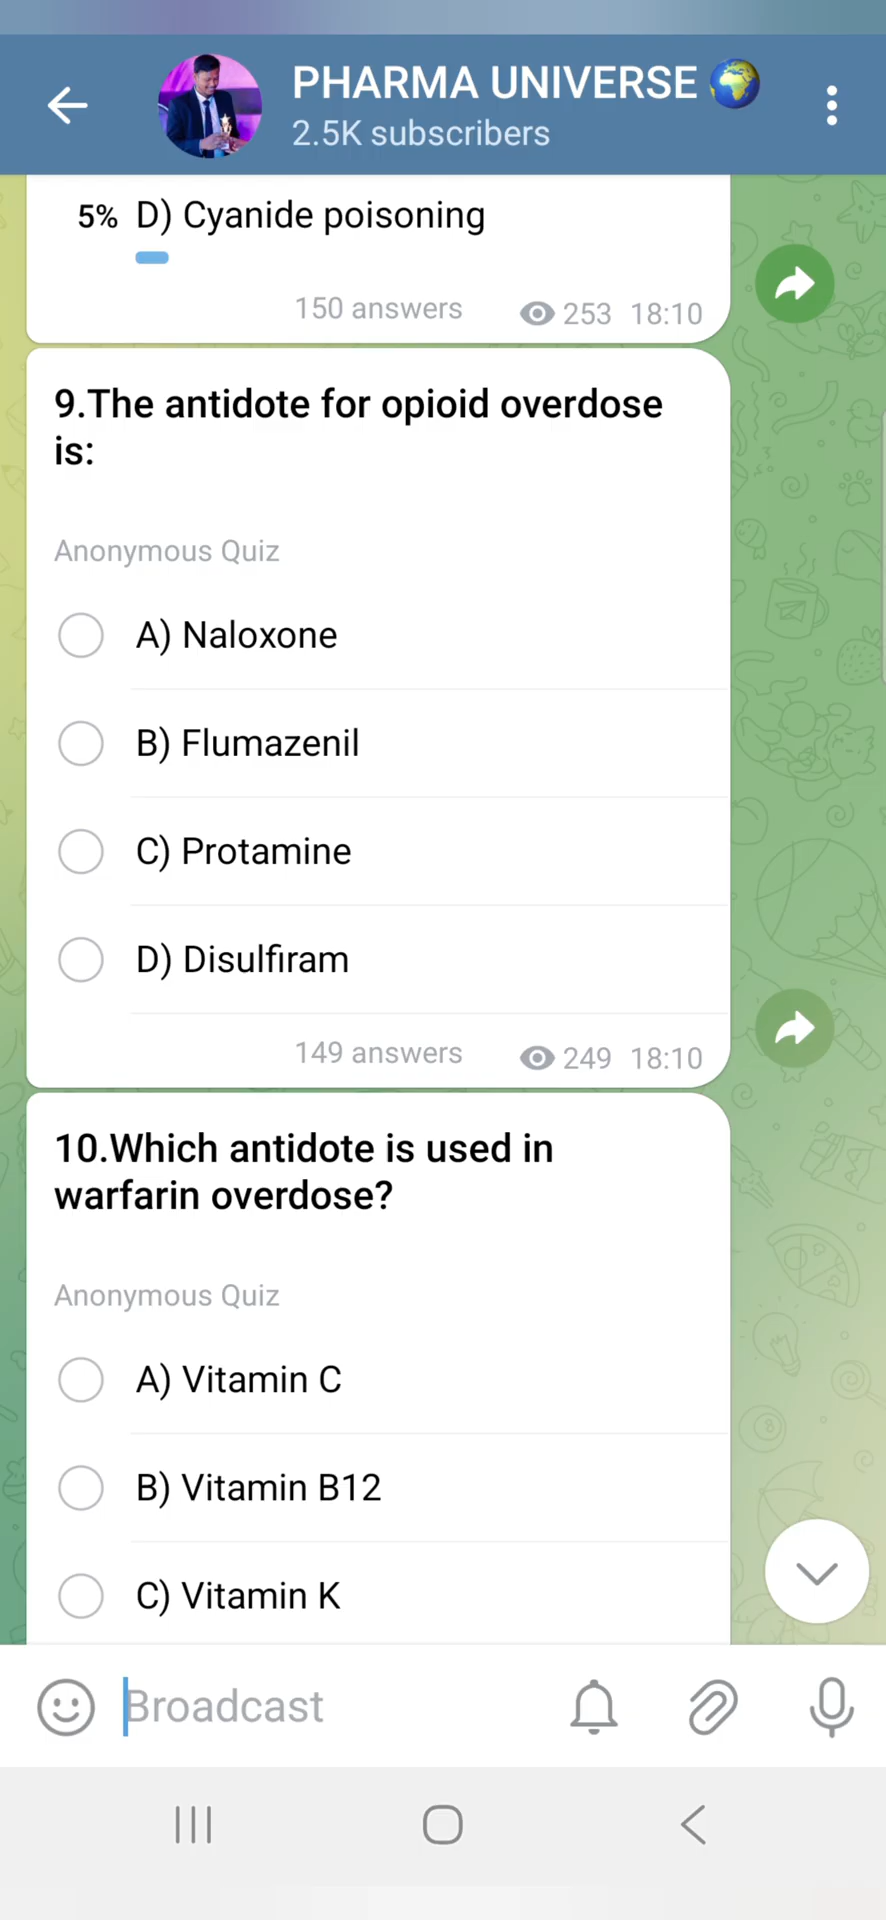 PHARMA UNIVERSE 🌍
2.5K subscribers
5% D) Cyanide poisoning
150 answers 253 18:10
9.The antidote for opioid overdose
is:
Anonymous Quiz
A) Naloxone
B) Flumazenil
C) Protamine
D) Disulfiram
149 answers 249 18:10
10.Which antidote is used in
warfarin overdose?
Anonymous Quiz
A) Vitamin C
B) Vitamin B12
C) Vitamin K
Broadcast